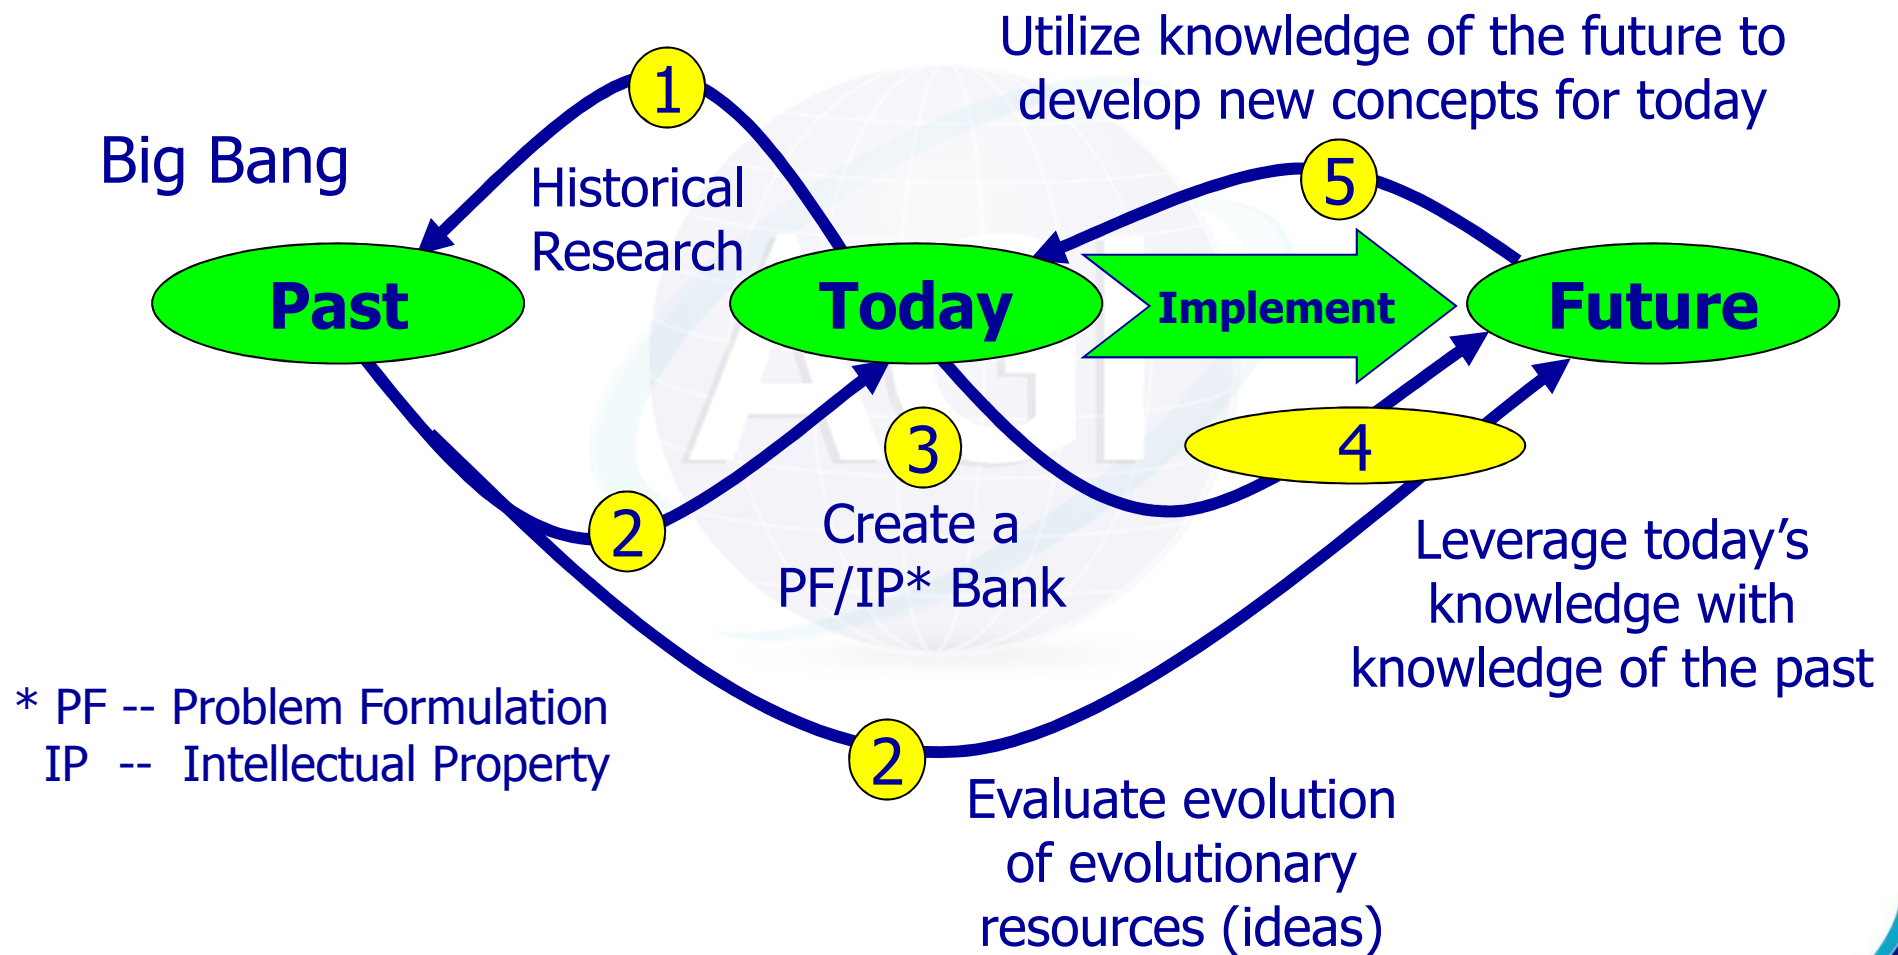 Utilize knowledge of the future to
develop new concepts for today
1
Big Bang
Historical
Research
5
Past
Today
Implement
Future
3
4
2
Create a
PF/IP* Bank
Leverage today’s
knowledge with
knowledge of the past
* PF -- Problem Formulation
IP -- Intellectual Property
2
Evaluate evolution
of evolutionary
resources (ideas)
AGI